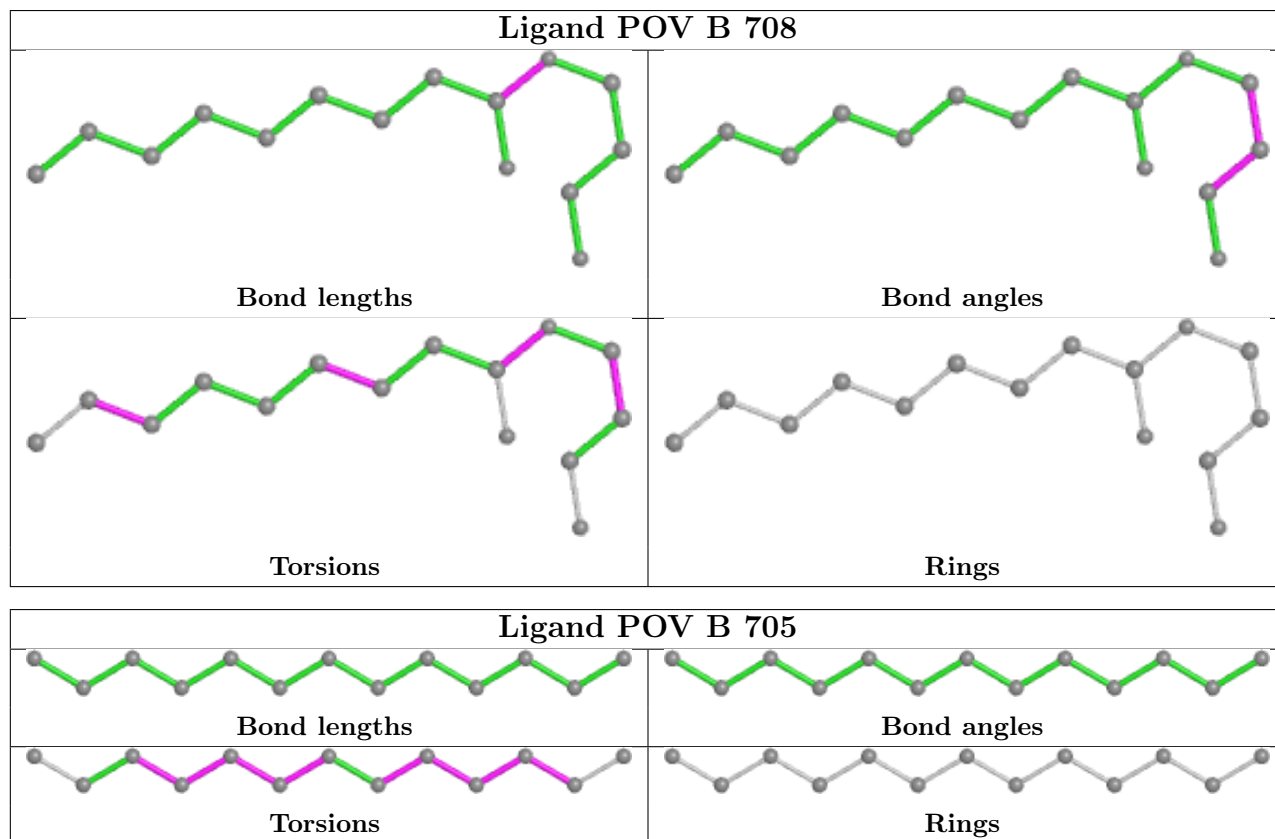 Ligand POV B 708
Bond lengths
Bond angles
Torsions
Rings
Ligand POV B 705
Bond lengths
Bond angles
Torsions
Rings